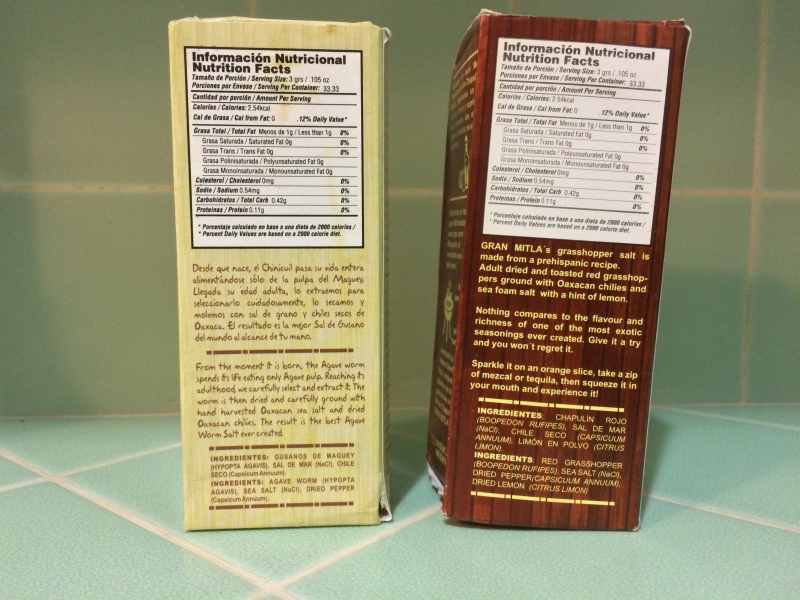 Información Nutricional
Nutrition Facts
Tamaño de Porción / Serving Size: 3 grs / .105 oz
Porciones por Envase / Serving Per Container: 33.33
Cantidad por porción / Amount Per Serving
Calorías / Calories: 2.54kcal
Cal de Grasa / Cal from Fat: 0 .12% Daily Value*
Grasa Total / Total Fat Menos de 1g / Less than 1g 0%
Grasa Saturada / Saturated Fat 0g 0%
Grasa Trans / Trans Fat 0g 0%
Grasa Polinisaturada / Polyunsaturated Fat 0g
Grasa Monoinsaturada / Monounsaturated Fat 0g
Colesterol / Cholesterol 0mg 0%
Sodio / Sodium 0.54mg 0%
Carbohidratos / Total Carb 0.42g 0%
Proteinas / Protein 0.11g 0%
* Porcentaje calculado en base a una dieta de 2000 calorías /
* Percent Daily Values are based on a 2000 calorie diet.
Desde que nace, el Chinicuil pasa su vida entera
alimentándose sólo de la pulpa del Maguey.
Llegada su edad adulta, lo extraemos para
seleccionarlo cuidadosamente, lo secamos y
molemos con sal de grano y chiles secos de
Oaxaca. El resultado es la mejor Sal de Gusano
del mundo al alcance de tu mano.
From the moment it is born, the Agave worm
spends its life eating only Agave pulp. Reaching its
adulthood, we carefully select and extract it. The
worm is then dried and carefully ground with
hand harvested Oaxacan sea salt and dried
Oaxacan chilies. The result is the best Agave
Worm Salt ever created.
INGREDIENTES: GUSANOS DE MAGUEY
(HYPOPTA AGAVIS), SAL DE MAR (NaCl), CHILE
SECO (Capsicum Annuum).
INGREDIENTS: AGAVE WORM (HYPOPTA
AGAVIS), SEA SALT (NaCl), DRIED PEPPER
(Capsicum Annuum).
Información Nutricional
Nutrition Facts
Tamaño de Porción / Serving Size: 3 grs / .105 oz
Porciones por Envase / Serving Per Container: 33.33
Cantidad por porción / Amount Per Serving
Calorías / Calories: 2.54kcal
Cal de Grasa / Cal from Fat: 0 .12% Daily Value*
Grasa Total / Total Fat Menos de 1g / Less than 1g 0%
Grasa Saturada / Saturated Fat 0g 0%
Grasa Trans / Trans Fat 0g 0%
Grasa Polinisaturada / Polyunsaturated Fat 0g
Grasa Monoinsaturada / Monounsaturated Fat 0g
Colesterol / Cholesterol 0mg 0%
Sodio / Sodium 0.54mg 0%
Carbohidratos / Total Carb 0.42g 0%
Proteinas / Protein 0.11g 0%
* Porcentaje calculado en base a una dieta de 2000 calorías /
* Percent Daily Values are based on a 2000 calorie diet.
GRAN MITLA´s grasshopper salt is
made from a prehispanic recipe.
Adult dried and toasted red grasshop-
pers ground with Oaxacan chilies and
sea foam salt with a hint of lemon.
Nothing compares to the flavour and
richness of one of the most exotic
seasonings ever created. Give it a try
and you won´t regret it.
Sparkle it on an orange slice, take a zip
of mezcal or tequila, then squeeze it in
your mouth and experience it!
INGREDIENTES: CHAPULÍN ROJO
(BOOPEDON RUFIPES), SAL DE MAR
(NaCl), CHILE SECO (CAPSICUUM
ANNUUM), LIMÓN EN POLVO (CITRUS
LIMON).
INGREDIENTS: RED GRASSHOPPER
(BOOPEDON RUFIPES), SEA SALT (NaCl),
DRIED PEPPER(CAPSICUUM ANNUUM),
DRIED LEMON. (CITRUS LIMON)